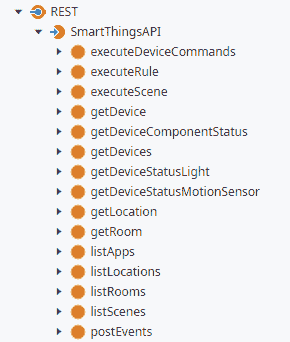 REST
SmartThingsAPI
executeDeviceCommands
executeRule
executeScene
getDevice
getDeviceComponentStatus
getDevices
getDeviceStatusLight
getDeviceStatusMotionSensor
getLocation
getRoom
listApps
listLocations
listRooms
listScenes
postEvents